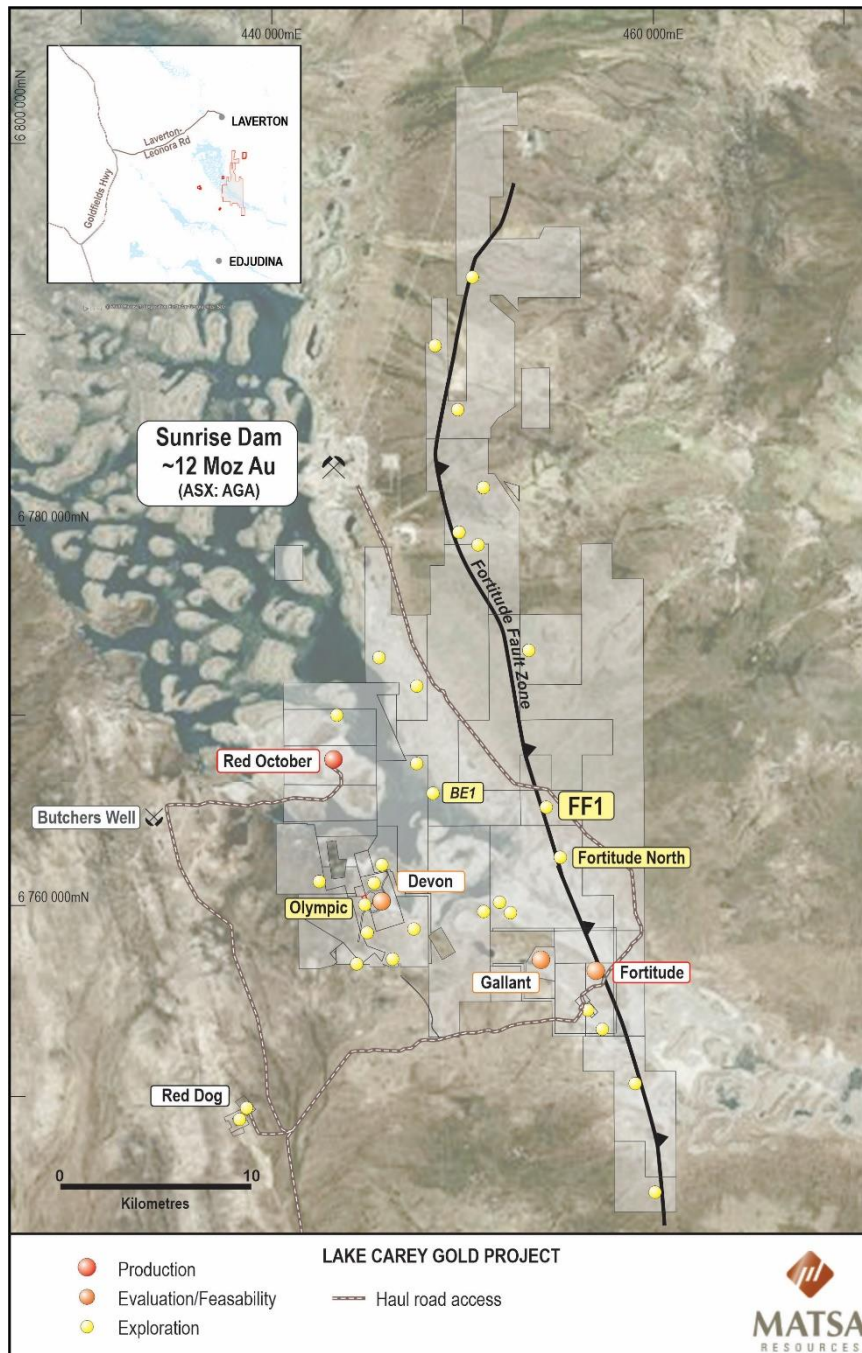 440 000mE
460 000mE
6 800 000mN
LAVERTON
Laverton-
Leonora Rd
Goldfields Hwy
EDJUDINA
Sunrise Dam
~12 Moz Au
(ASX: AGA)
6 780 000mN
Fortitude Fault Zone
Red October
BE1
FF1
Butchers Well
Fortitude North
Devon
6 760 000mN
Olympic
Gallant
Fortitude
Red Dog
0
10
Kilometres
LAKE CAREY GOLD PROJECT
Production
Evaluation/Feasability
Haul road access
Exploration
MATSA
RESOURCES